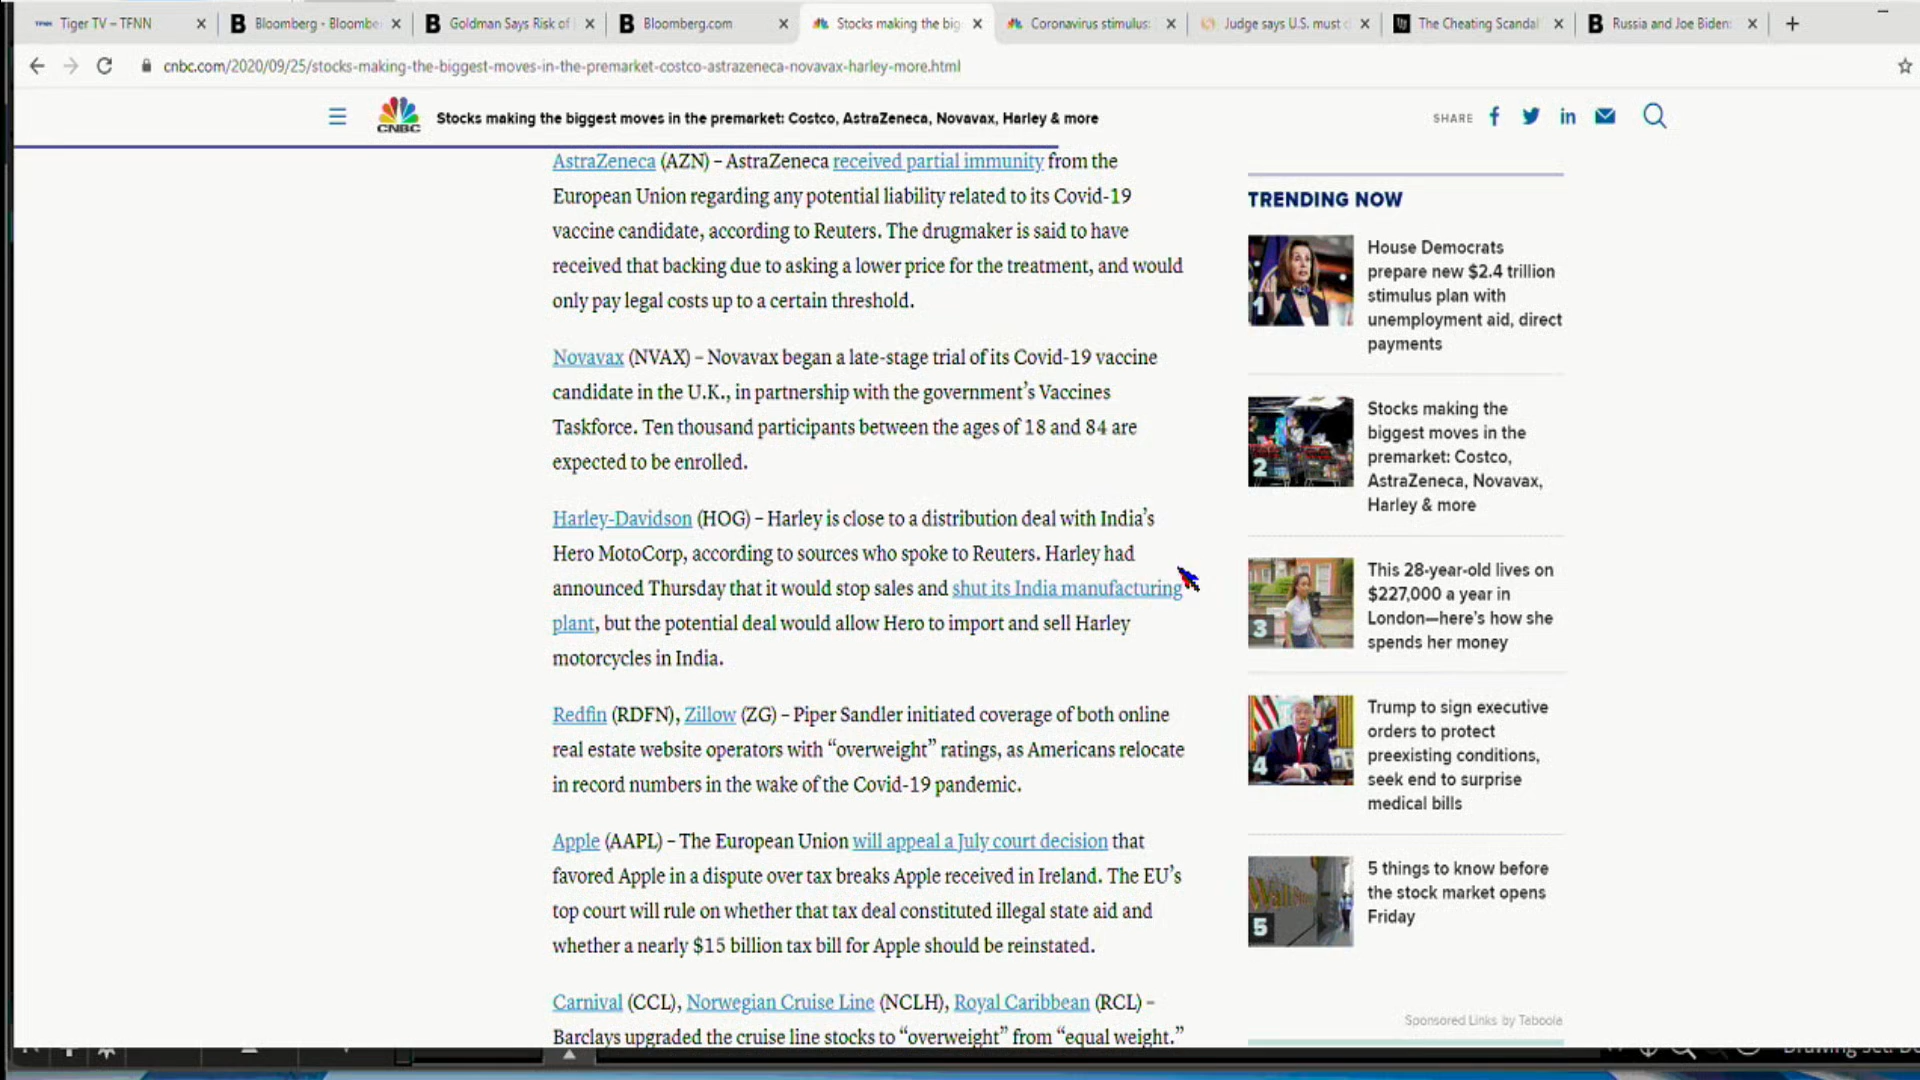 Tiger TV – TFNN
Bloomberg - Bloombe
Goldman Says Risk of
Bloomberg.com
Stocks making the big
Coronavirus stimulus:
Judge says U.S. must
The Cheating Scandal
Russia and Joe Biden:
cnbc.com/2020/09/25/stocks-making-the-biggest-moves-in-the-premarket-costco-astrazeneca-novavax-harley-more.html
CNBC
Stocks making the biggest moves in the premarket: Costco, AstraZeneca, Novavax, Harley & more
SHARE
AstraZeneca (AZN) – AstraZeneca received partial immunity from the
European Union regarding any potential liability related to its Covid-19
vaccine candidate, according to Reuters. The drugmaker is said to have
received that backing due to asking a lower price for the treatment, and would
only pay legal costs up to a certain threshold.
Novavax (NVAX) – Novavax began a late-stage trial of its Covid-19 vaccine
candidate in the U.K., in partnership with the government’s Vaccines
Taskforce. Ten thousand participants between the ages of 18 and 84 are
expected to be enrolled.
Harley-Davidson (HOG) – Harley is close to a distribution deal with India’s
Hero MotoCorp, according to sources who spoke to Reuters. Harley had
announced Thursday that it would stop sales and shut its India manufacturing
plant, but the potential deal would allow Hero to import and sell Harley
motorcycles in India.
Redfin (RDFN), Zillow (ZG) – Piper Sandler initiated coverage of both online
real estate website operators with “overweight” ratings, as Americans relocate
in record numbers in the wake of the Covid-19 pandemic.
Apple (AAPL) – The European Union will appeal a July court decision that
favored Apple in a dispute over tax breaks Apple received in Ireland. The EU’s
top court will rule on whether that tax deal constituted illegal state aid and
whether a nearly $15 billion tax bill for Apple should be reinstated.
Carnival (CCL), Norwegian Cruise Line (NCLH), Royal Caribbean (RCL) –
Barclays upgraded the cruise line stocks to “overweight” from “equal weight.”
TRENDING NOW
1
House Democrats
prepare new $2.4 trillion
stimulus plan with
unemployment aid, direct
payments
2
Stocks making the
biggest moves in the
premarket: Costco,
AstraZeneca, Novavax,
Harley & more
3
This 28-year-old lives on
$227,000 a year in
London—here’s how she
spends her money
4
Trump to sign executive
orders to protect
preexisting conditions,
seek end to surprise
medical bills
5
5 things to know before
the stock market opens
Friday
Sponsored Links by Taboola